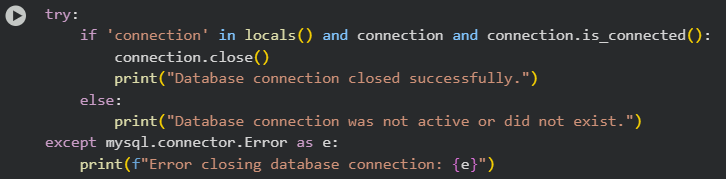 try:
    if 'connection' in locals() and connection and connection.is_connected():
        connection.close()
        print("Database connection closed successfully.")
    else:
        print("Database connection was not active or did not exist.")
except mysql.connector.Error as e:
    print(f"Error closing database connection: {e}")